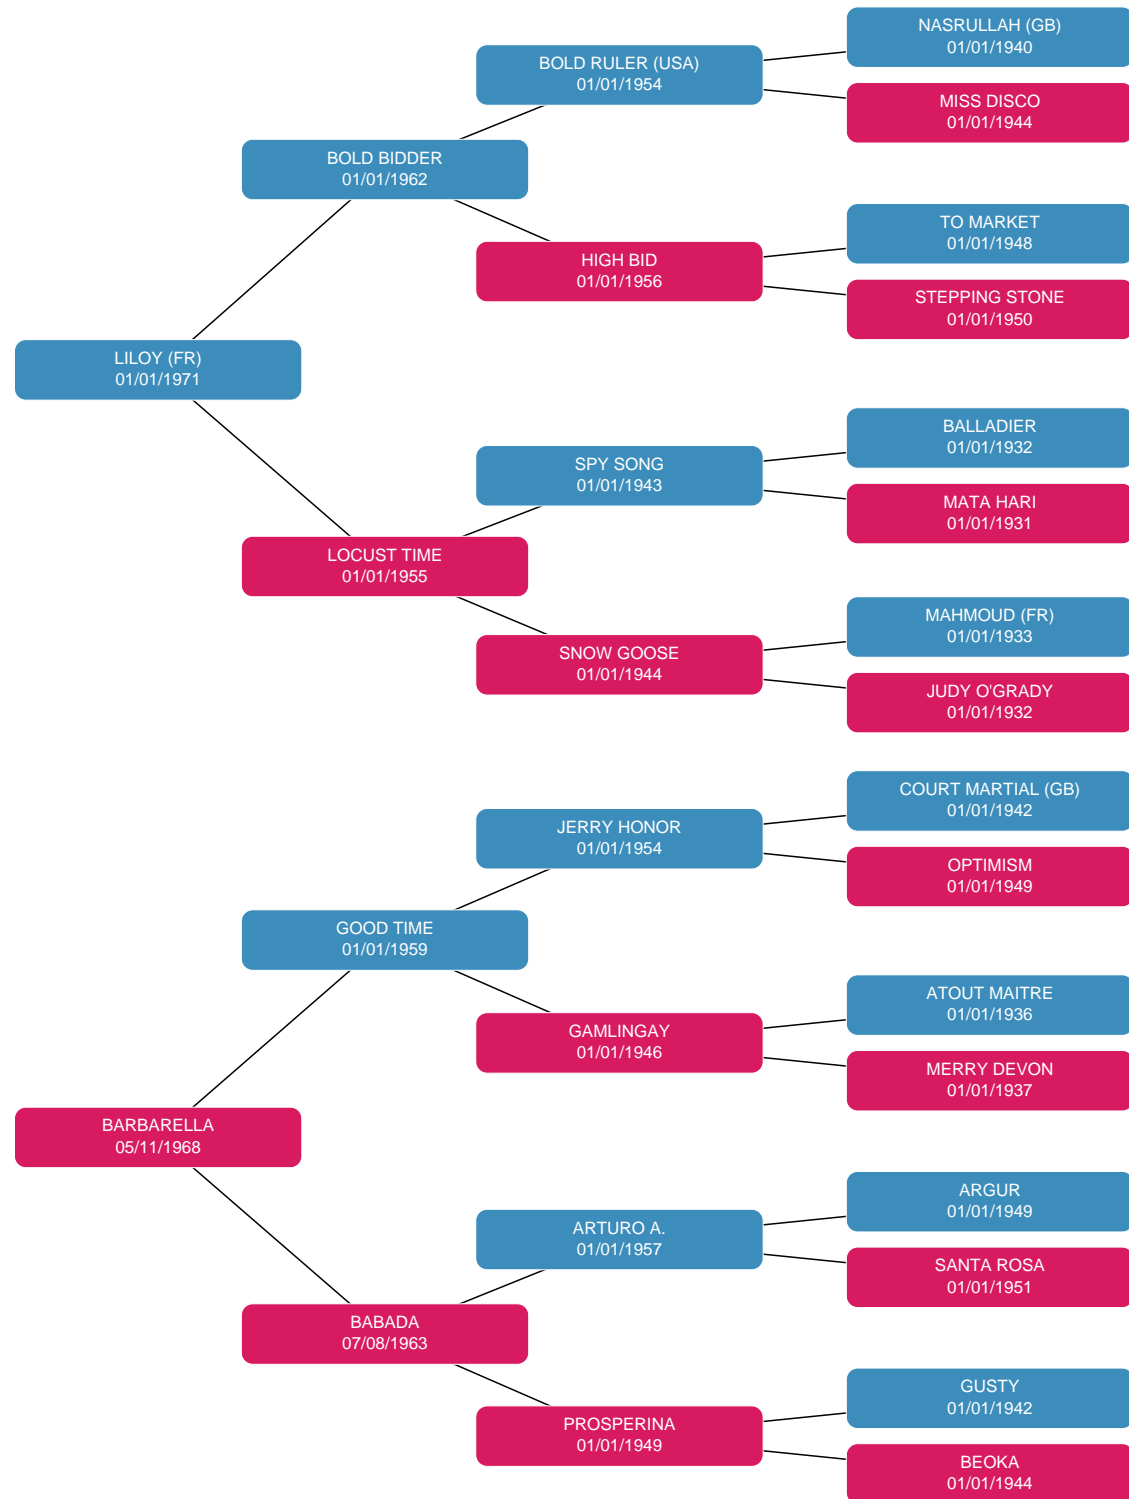 NASRULLAH (GB)
01/01/1940
BOLD RULER (USA)
01/01/1954
MISS DISCO
01/01/1944
BOLD BIDDER
01/01/1962
TO MARKET
01/01/1948
HIGH BID
01/01/1956
STEPPING STONE
01/01/1950
LILOY (FR)
01/01/1971
BALLADIER
01/01/1932
SPY SONG
01/01/1943
MATA HARI
01/01/1931
LOCUST TIME
01/01/1955
MAHMOUD (FR)
01/01/1933
SNOW GOOSE
01/01/1944
JUDY O'GRADY
01/01/1932
COURT MARTIAL (GB)
01/01/1942
JERRY HONOR
01/01/1954
OPTIMISM
01/01/1949
GOOD TIME
01/01/1959
ATOUT MAITRE
01/01/1936
GAMLINGAY
01/01/1946
MERRY DEVON
01/01/1937
BARBARELLA
05/11/1968
ARGUR
01/01/1949
ARTURO A.
01/01/1957
SANTA ROSA
01/01/1951
BABADA
07/08/1963
GUSTY
01/01/1942
PROSPERINA
01/01/1949
BEOKA
01/01/1944